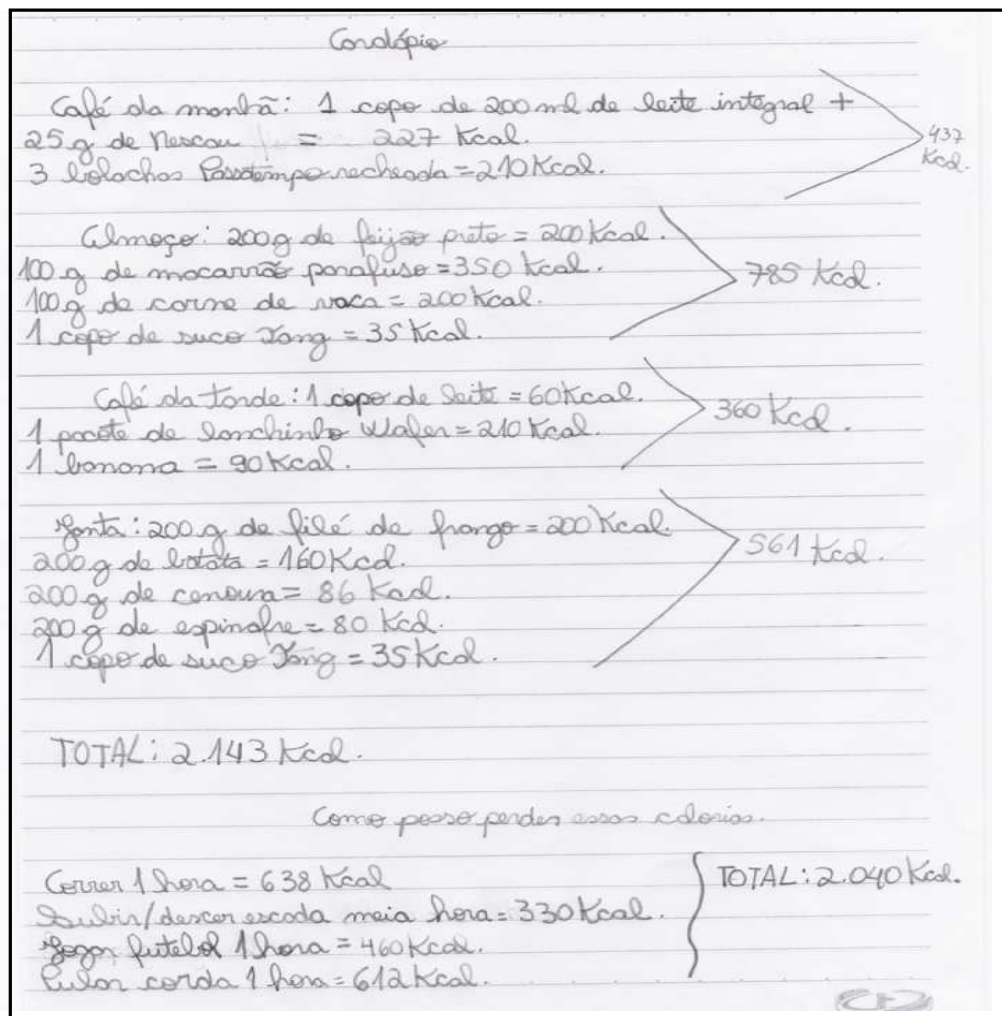 Cardápio
Café da manhã: 1 copo de 200 ml de leite integral +
25 g de Nescau = 227 Kcal.
3 bolachas Passatempo recheada = 210 Kcal.
437
Kcal.
Almoço: 200g de feijão preto = 200 Kcal.
100 g de macarrão parafuso = 350 Kcal.
100 g de carne de vaca = 200 Kcal.
1 copo de suco Tang = 35 Kcal.
785 Kcal.
Café da tarde: 1 copo de leite = 60 Kcal.
1 pacote de lanchinho Wafer = 210 Kcal.
1 banana = 90 Kcal.
360 Kcal.
Janta: 200 g de filé de frango = 200 Kcal.
200 g de batata = 160 Kcal.
200 g de cenoura = 86 Kcal.
200 g de espinafre = 80 Kcal.
1 copo de suco Tang = 35 Kcal.
561 Kcal.
TOTAL: 2.143 Kcal.
Como posso perder essas calorias.
Correr 1 hora = 638 Kcal
Subir/descer escada meia hora = 330 Kcal.
Jogar futebol 1 hora = 460 Kcal.
Pular corda 1 hora = 612 Kcal.
TOTAL: 2.040 Kcal.